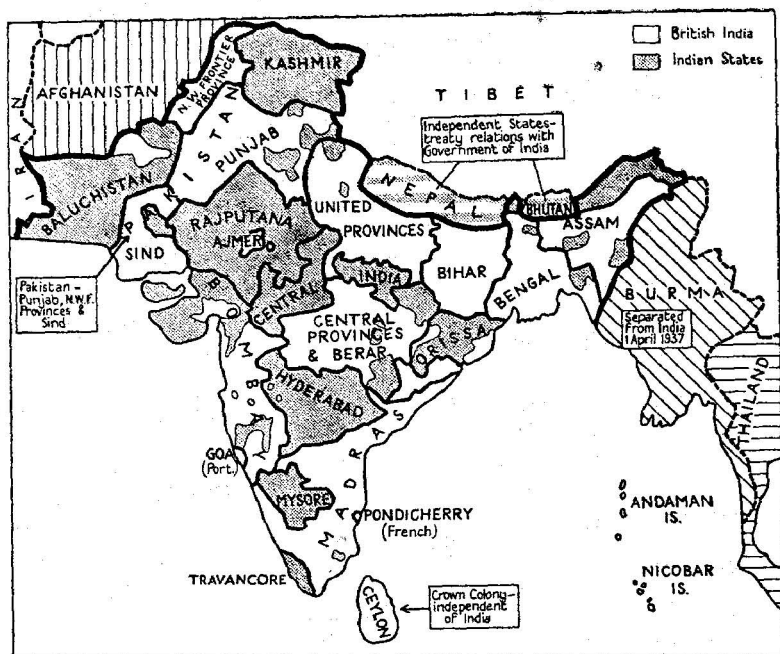 British India
Indian States
KASHMIR
N.W. FRONTIER
PROVINCE
AFGHANISTAN
IRAN
TIBET
Independent States-
treaty relations with
Government of India
PAKISTAN
PUNJAB
BALUCHISTAN
NEPAL
BHUTAN
ASSAM
RAJPUTANA
AJMER
UNITED
PROVINCES
SIND
BIHAR
BENGAL
BURMA
Separated
from India
1 April 1937
Pakistan-
Punjab, N.W.F.
Provinces &
Sind
CENTRAL
INDIA
CENTRAL
PROVINCES
& BERAR
ORISSA
BOMBAY
HYDERABAD
THAILAND
GOA
(Port.)
MADRAS
MYSORE
PONDICHERRY
(French)
ANDAMAN
IS.
TRAVANCORE
NICOBAR
IS.
CEYLON
Crown Colony-
independent
of India